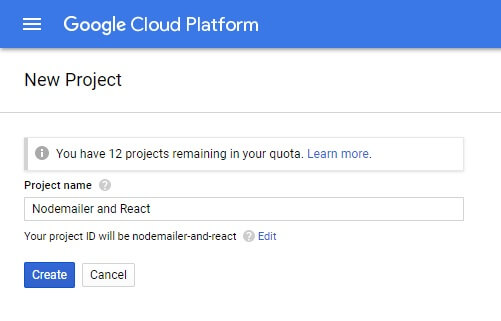 Google Cloud Platform
New Project
You have 12 projects remaining in your quota. Learn more.
Project name ?
Nodemailer and React
Your project ID will be nodemailer-and-react ? Edit
Create Cancel